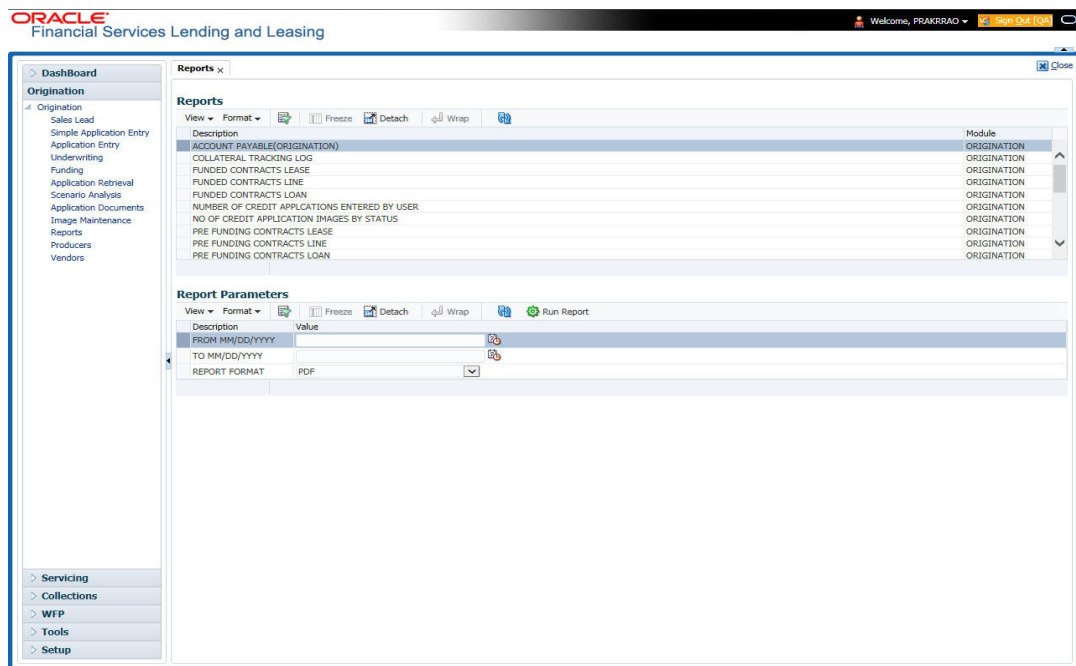 ORACLE®
Financial Services Lending and Leasing
Welcome, PRAKRRAO
Sign Out [QA]
Close
DashBoard
Origination
Origination
Sales Lead
Simple Application Entry
Application Entry
Underwriting
Funding
Application Retrieval
Scenario Analysis
Application Documents
Image Maintenance
Reports
Producers
Vendors
Servicing
Collections
WFP
Tools
Setup
Reports
Reports
View Format Freeze Detach Wrap
Description Module
ACCOUNT PAYABLE(ORIGINATION) ORIGINATION
COLLATERAL TRACKING LOG ORIGINATION
FUNDED CONTRACTS LEASE ORIGINATION
FUNDED CONTRACTS LINE ORIGINATION
FUNDED CONTRACTS LOAN ORIGINATION
NUMBER OF CREDIT APPLCATIONS ENTERED BY USER ORIGINATION
NO OF CREDIT APPLICATION IMAGES BY STATUS ORIGINATION
PRE FUNDING CONTRACTS LEASE ORIGINATION
PRE FUNDING CONTRACTS LINE ORIGINATION
PRE FUNDING CONTRACTS LOAN ORIGINATION
Report Parameters
View Format Freeze Detach Wrap Run Report
Description Value
FROM MM/DD/YYYY
TO MM/DD/YYYY
REPORT FORMAT PDF